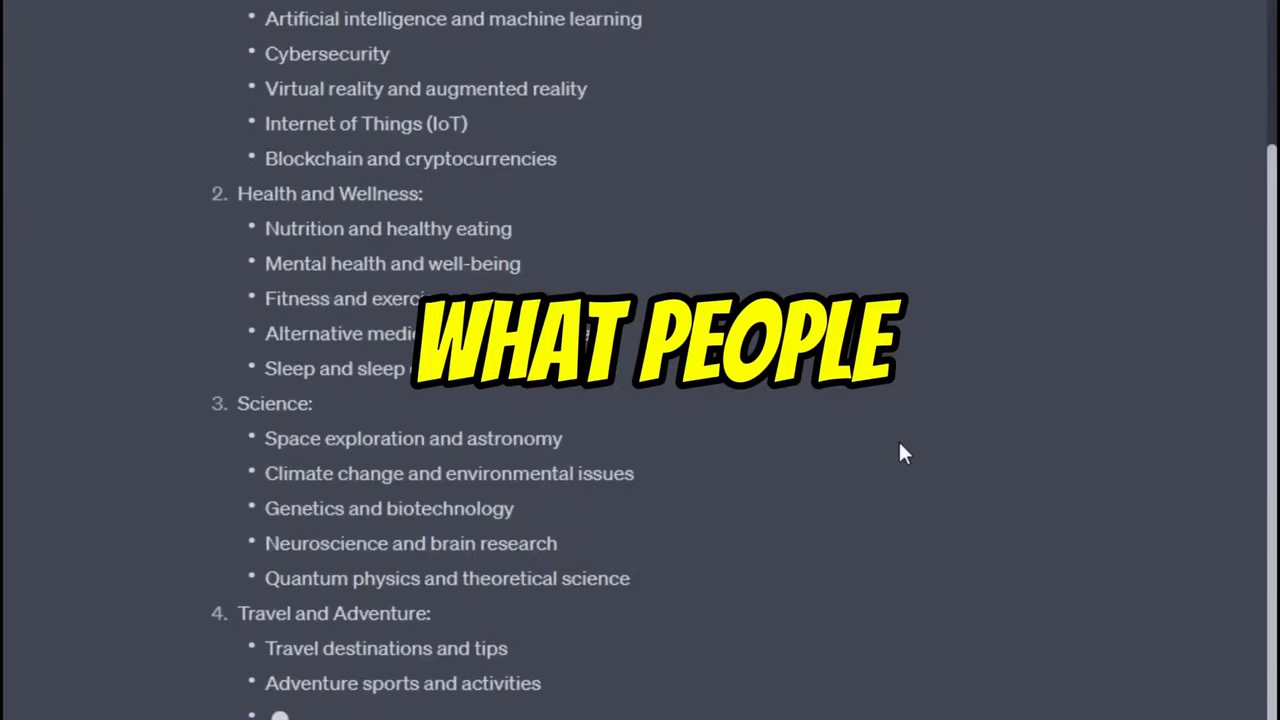 • Artificial intelligence and machine learning
• Cybersecurity
• Virtual reality and augmented reality
• Internet of Things (IoT)
• Blockchain and cryptocurrencies
2. Health and Wellness:
• Nutrition and healthy eating
• Mental health and well-being
• Fitness and
• Alternative
WHAT PEOPLE
• Sleep and sleep
3. Science:
• Space exploration and astronomy
• Climate change and environmental issues
• Genetics and biotechnology
• Neuroscience and brain research
• Quantum physics and theoretical science
4. Travel and Adventure:
• Travel destinations and tips
• Adventure sports and activities
•